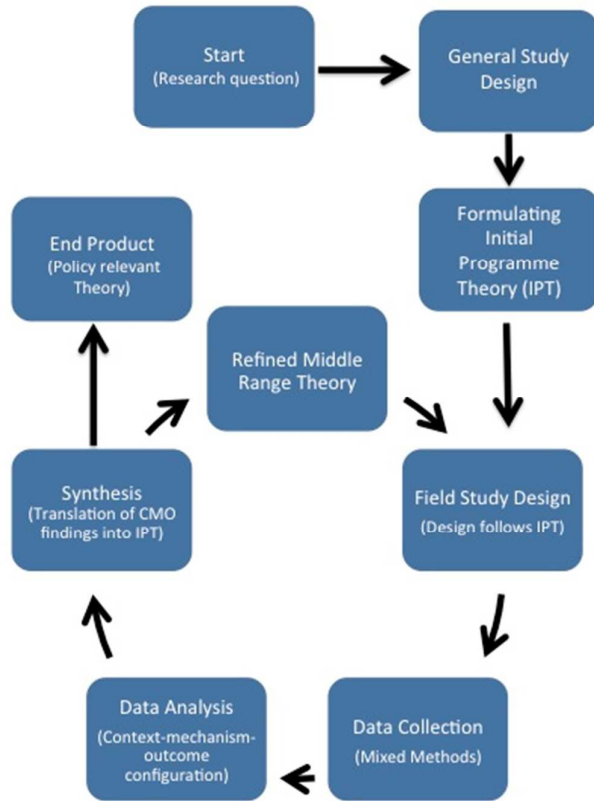 Start
(Research question)
General Study
Design
Formulating
Initial
Programme
Theory (IPT)
End Product
(Policy relevant
Theory)
Refined Middle
Range Theory
Synthesis
(Translation of CMO
findings into IPT)
Field Study Design
(Design follows IPT)
Data Analysis
(Context-mechanism-
outcome
configuration)
Data Collection
(Mixed Methods)